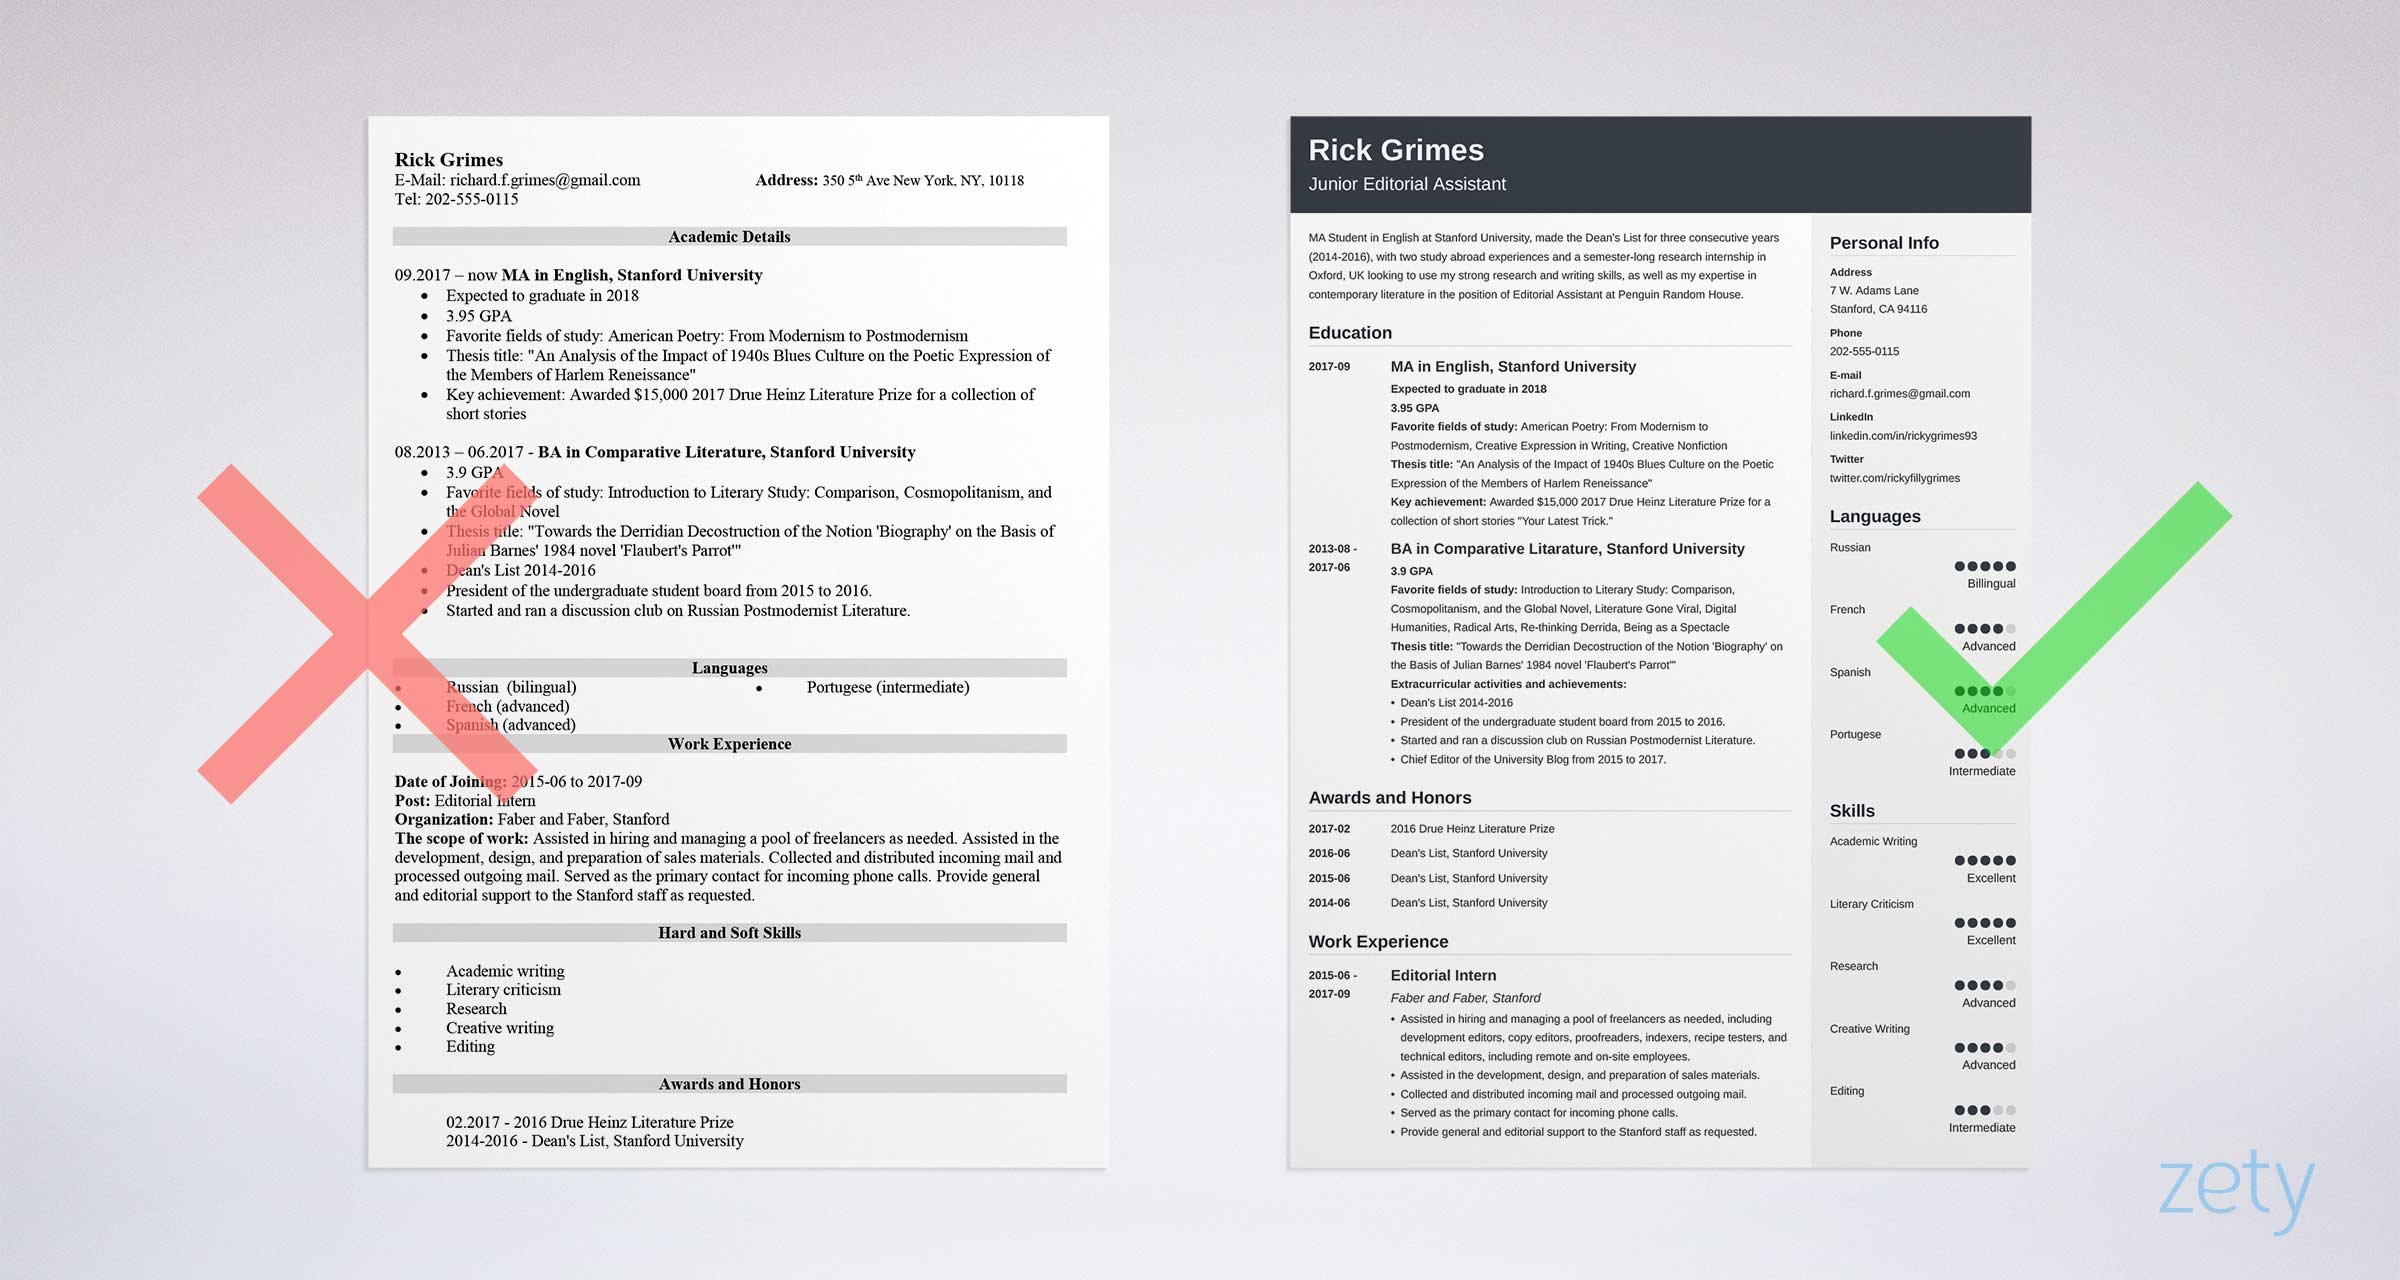 Rick Grimes
E-Mail: richard.f.grimes@gmail.com
Address: 350 5th Ave New York, NY, 10118
Tel: 202-555-0115
Academic Details
09.2017 – now MA in English, Stanford University
• Expected to graduate in 2018
• 3.95 GPA
• Favorite fields of study: American Poetry: From Modernism to Postmodernism
• Thesis title: "An Analysis of the Impact of 1940s Blues Culture on the Poetic Expression of
the Members of Harlem Reneissance"
• Key achievement: Awarded $15,000 2017 Drue Heinz Literature Prize for a collection of
short stories
08.2013 – 06.2017 - BA in Comparative Literature, Stanford University
• 3.9 GPA
• Favorite fields of study: Introduction to Literary Study: Comparison, Cosmopolitanism, and
the Global Novel
• Thesis title: "Towards the Derridian Decostruction of the Notion 'Biography' on the Basis of
Julian Barnes' 1984 novel 'Flaubert's Parrot'"
• Dean's List 2014-2016
• President of the undergraduate student board from 2015 to 2016.
• Started and ran a discussion club on Russian Postmodernist Literature.
Languages
• Russian (bilingual)
• French (advanced)
• Spanish (advanced)
• Portugese (intermediate)
Work Experience
Date of Joining: 2015-06 to 2017-09
Post: Editorial Intern
Organization: Faber and Faber, Stanford
The scope of work: Assisted in hiring and managing a pool of freelancers as needed. Assisted in the
development, design, and preparation of sales materials. Collected and distributed incoming mail and
processed outgoing mail. Served as the primary contact for incoming phone calls. Provide general
and editorial support to the Stanford staff as requested.
Hard and Soft Skills
• Academic writing
• Literary criticism
• Research
• Creative writing
• Editing
Awards and Honors
02.2017 - 2016 Drue Heinz Literature Prize
2014-2016 - Dean's List, Stanford University
Rick Grimes
Junior Editorial Assistant
MA Student in English at Stanford University, made the Dean's List for three consecutive years
(2014-2016), with two study abroad experiences and a semester-long research internship in
Oxford, UK looking to use my strong research and writing skills, as well as my expertise in
contemporary literature in the position of Editorial Assistant at Penguin Random House.
Education
2017-09
MA in English, Stanford University
Expected to graduate in 2018
3.95 GPA
Favorite fields of study: American Poetry: From Modernism to
Postmodernism, Creative Expression in Writing, Creative Nonfiction
Thesis title: "An Analysis of the Impact of 1940s Blues Culture on the Poetic
Expression of the Members of Harlem Reneissance"
Key achievement: Awarded $15,000 2017 Drue Heinz Literature Prize for a
collection of short stories "Your Latest Trick."
2013-08 -
2017-06
BA in Comparative Litarature, Stanford University
3.9 GPA
Favorite fields of study: Introduction to Literary Study: Comparison,
Cosmopolitanism, and the Global Novel, Literature Gone Viral, Digital
Humanities, Radical Arts, Re-thinking Derrida, Being as a Spectacle
Thesis title: "Towards the Derridian Decostruction of the Notion 'Biography' on
the Basis of Julian Barnes' 1984 novel 'Flaubert's Parrot'"
Extracurricular activities and achievements:
• Dean's List 2014-2016
• President of the undergraduate student board from 2015 to 2016.
• Started and ran a discussion club on Russian Postmodernist Literature.
• Chief Editor of the University Blog from 2015 to 2017.
Awards and Honors
2017-02 2016 Drue Heinz Literature Prize
2016-06 Dean's List, Stanford University
2015-06 Dean's List, Stanford University
2014-06 Dean's List, Stanford University
Work Experience
2015-06 -
2017-09
Editorial Intern
Faber and Faber, Stanford
• Assisted in hiring and managing a pool of freelancers as needed, including
development editors, copy editors, proofreaders, indexers, recipe testers, and
technical editors, including remote and on-site employees.
• Assisted in the development, design, and preparation of sales materials.
• Collected and distributed incoming mail and processed outgoing mail.
• Served as the primary contact for incoming phone calls.
• Provide general and editorial support to the Stanford staff as requested.
Personal Info
Address
7 W. Adams Lane
Stanford, CA 94116
Phone
202-555-0115
E-mail
richard.f.grimes@gmail.com
LinkedIn
linkedin.com/in/rickygrimes93
Twitter
twitter.com/rickyfillygrimes
Languages
Russian
Billingual
French
Advanced
Spanish
Advanced
Portugese
Intermediate
Skills
Academic Writing
Excellent
Literary Criticism
Excellent
Research
Advanced
Creative Writing
Advanced
Editing
Intermediate
zety